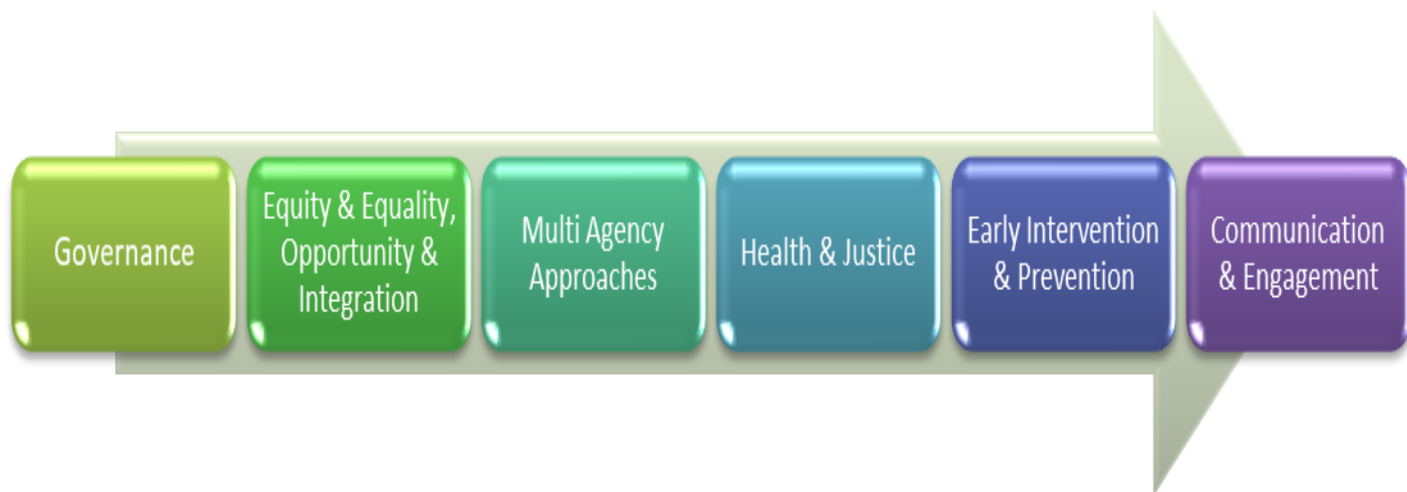 Governance
Equity & Equality,
Opportunity &
Integration
Multi Agency
Approaches
Health & Justice
Early Intervention
& Prevention
Communication
& Engagement